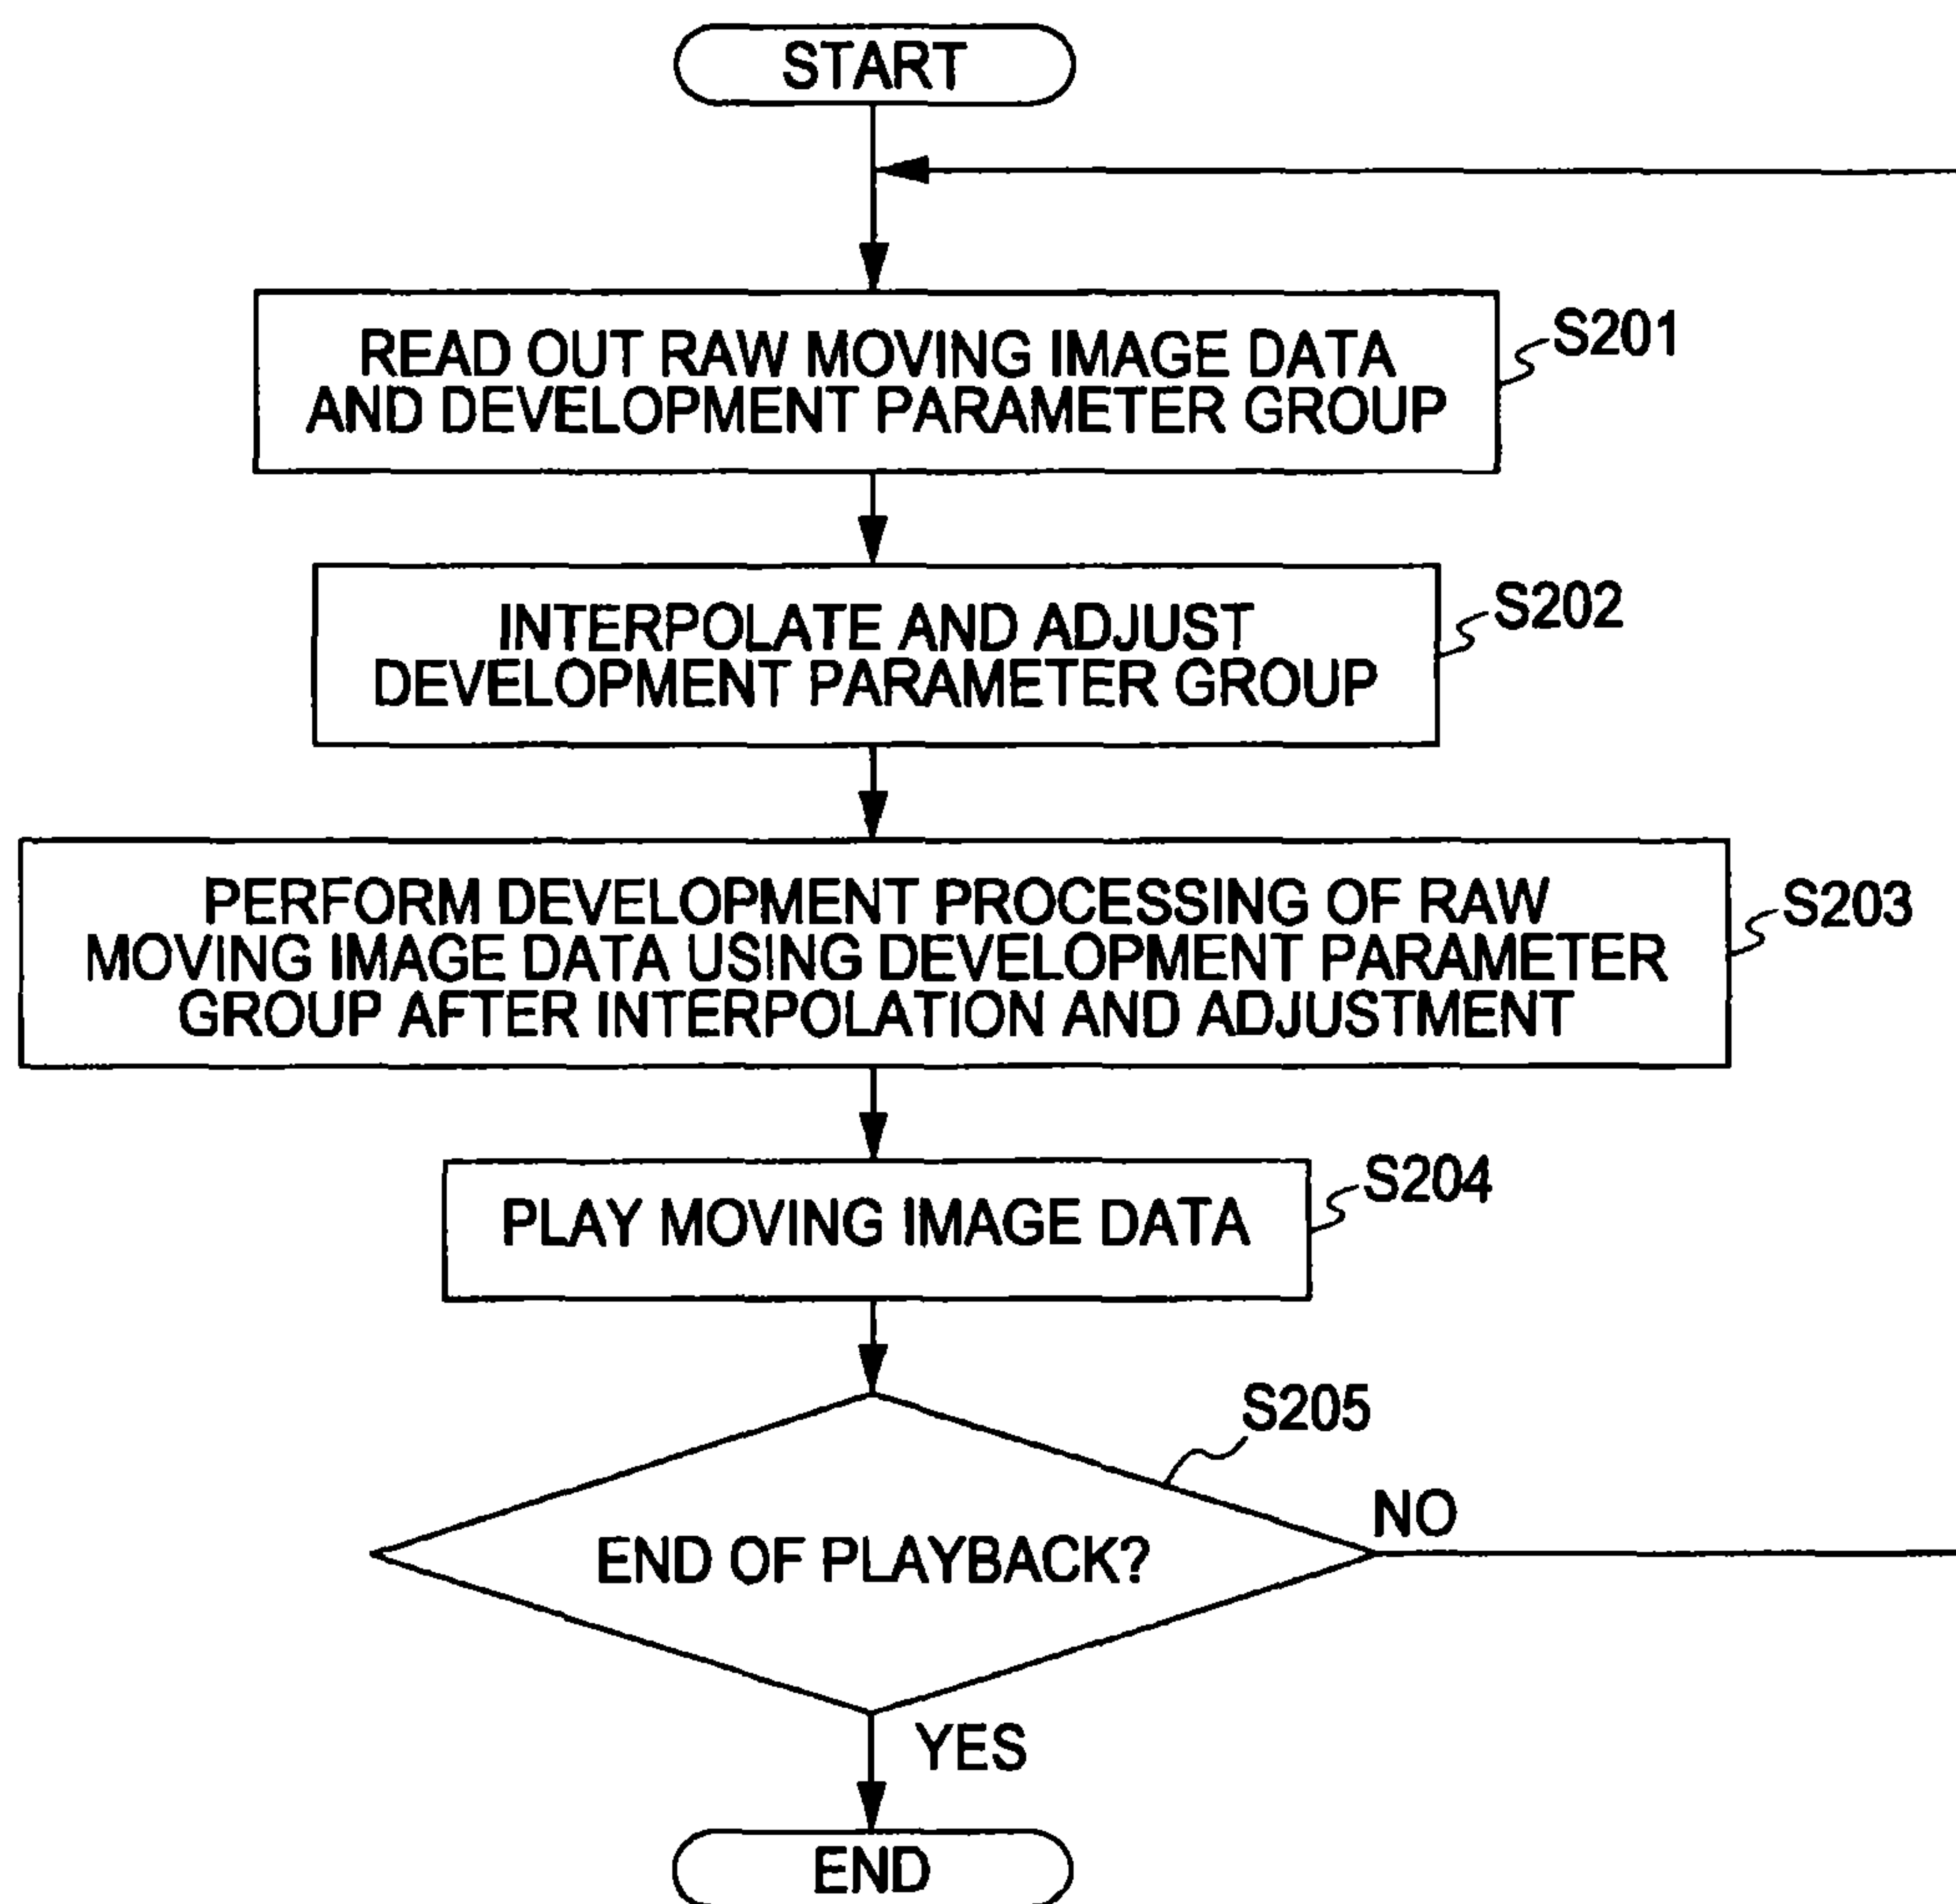 START
READ OUT RAW MOVING IMAGE DATA
AND DEVELOPMENT PARAMETER GROUP
S201
INTERPOLATE AND ADJUST
DEVELOPMENT PARAMETER GROUP
S202
PERFORM DEVELOPMENT PROCESSING OF RAW
MOVING IMAGE DATA USING DEVELOPMENT PARAMETER
GROUP AFTER INTERPOLATION AND ADJUSTMENT
S203
PLAY MOVING IMAGE DATA
S204
S205
END OF PLAYBACK?
NO
YES
END